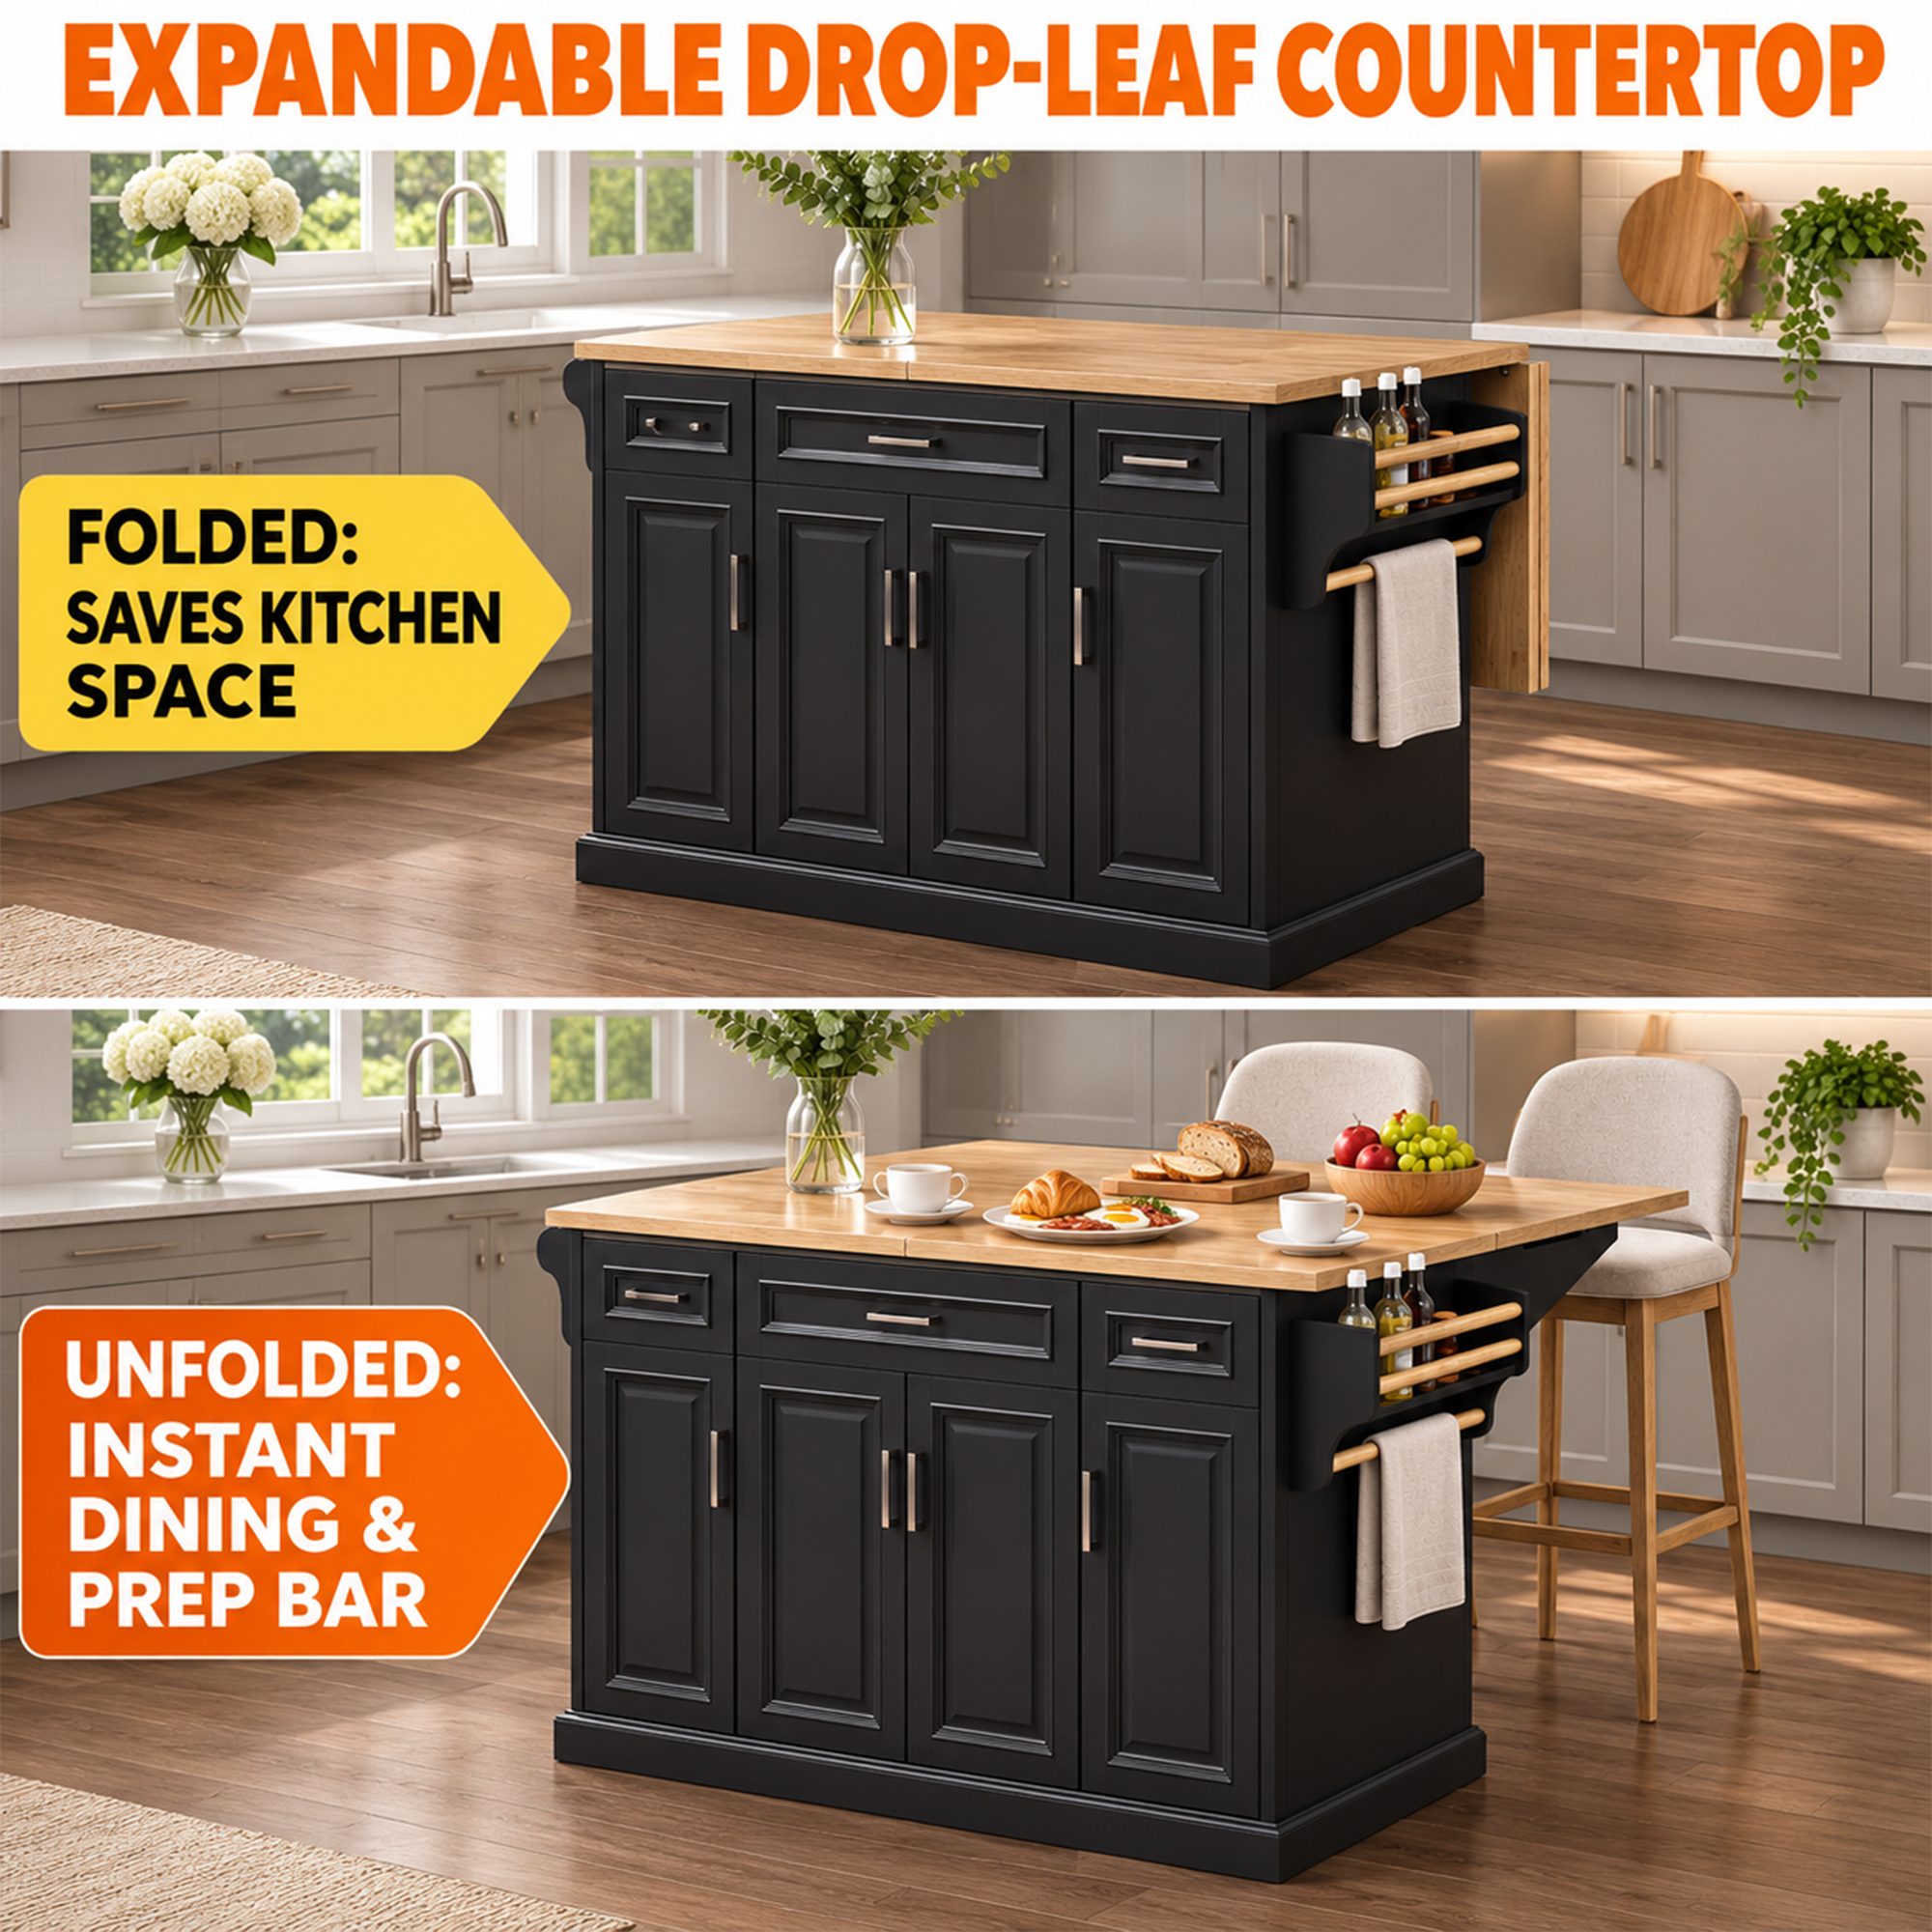 EXPANDABLE DROP-LEAF COUNTERTOP
FOLDED:
SAVES KITCHEN
SPACE
UNFOLDED:
INSTANT
DINING &
PREP BAR